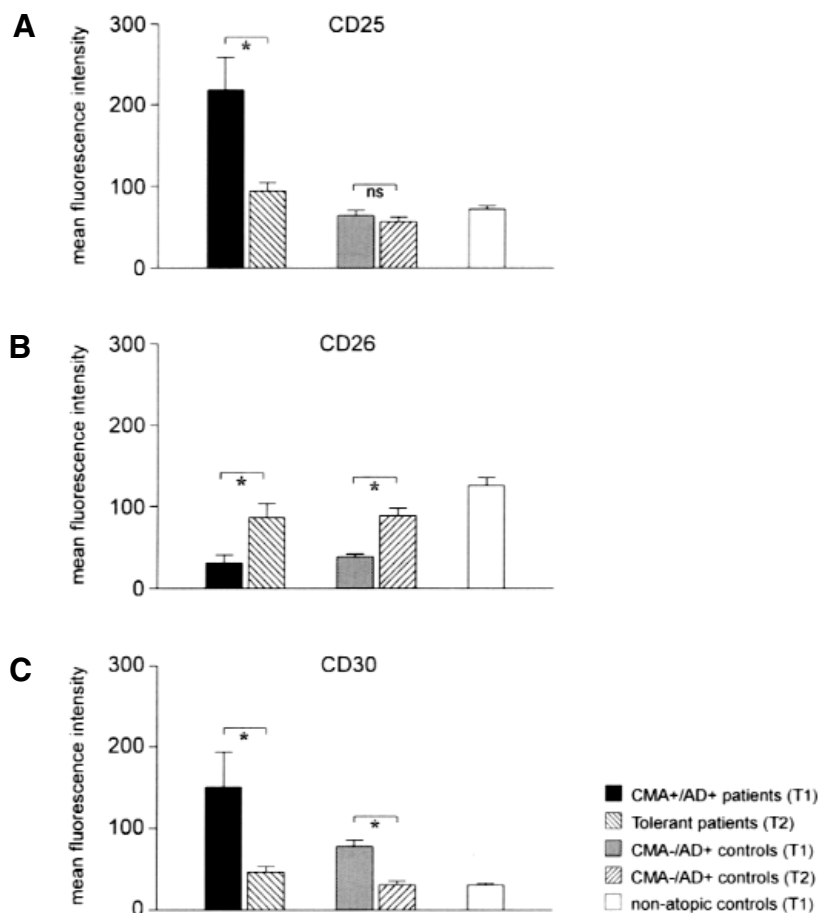 A
CD25
mean fluorescence intensity
300
200
100
0
*
ns
B
CD26
mean fluorescence intensity
300
200
100
0
*
*
C
CD30
mean fluorescence intensity
300
200
100
0
*
*
CMA+/AD+ patients (T1)
Tolerant patients (T2)
CMA-/AD+ controls (T1)
CMA-/AD+ controls (T2)
non-atopic controls (T1)